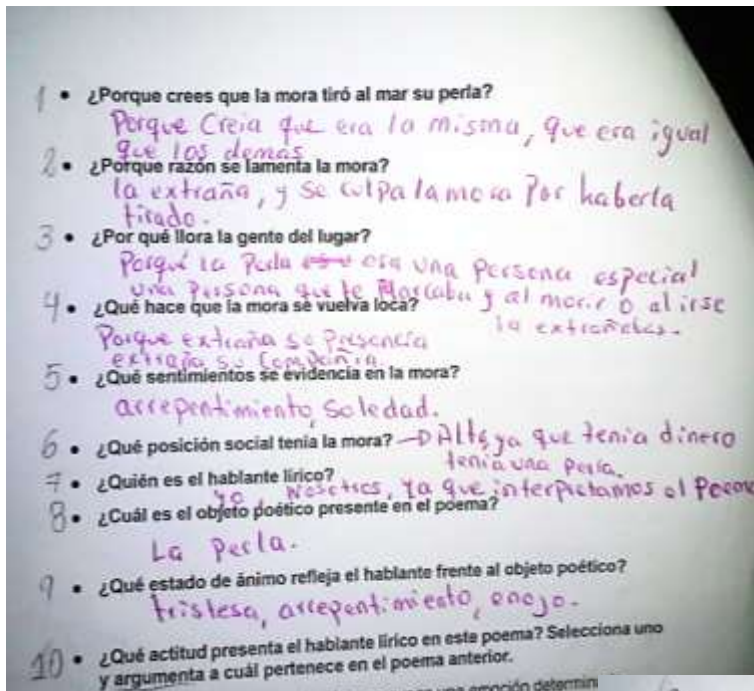 1 • ¿Porque crees que la mora tiró al mar su perla?
Porque Creia que era la misma, que era igual
que los demas
2 • ¿Porque razón se lamenta la mora?
la extraña, y se culpa la mora Por haberla
tirado.
3 • ¿Por qué llora la gente del lugar?
Porque la Perla era una Persona especial
una Persona que te Marcaba y al morir o al irse
la extrañabas.
4 • ¿Qué hace que la mora se vuelva loca?
Porque extraña su Presencia
extraña su Compañia.
5 • ¿Qué sentimientos se evidencia en la mora?
arrepentimiento, Soledad.
6 • ¿Qué posición social tenía la mora? Alta, ya que tenia dinero
tenia una perla.
7 • ¿Quién es el hablante lírico?
yo, Nosotros, ya que interpretamos el Poema
8 • ¿Cuál es el objeto poético presente en el poema?
La Perla.
9 • ¿Qué estado de ánimo refleja el hablante frente al objeto poético?
tristesa, arrepentimiento, enojo.
10 • ¿Qué actitud presenta el hablante lírico en este poema? Selecciona uno
y argumenta a cuál pertenece en el poema anterior.
una emoción